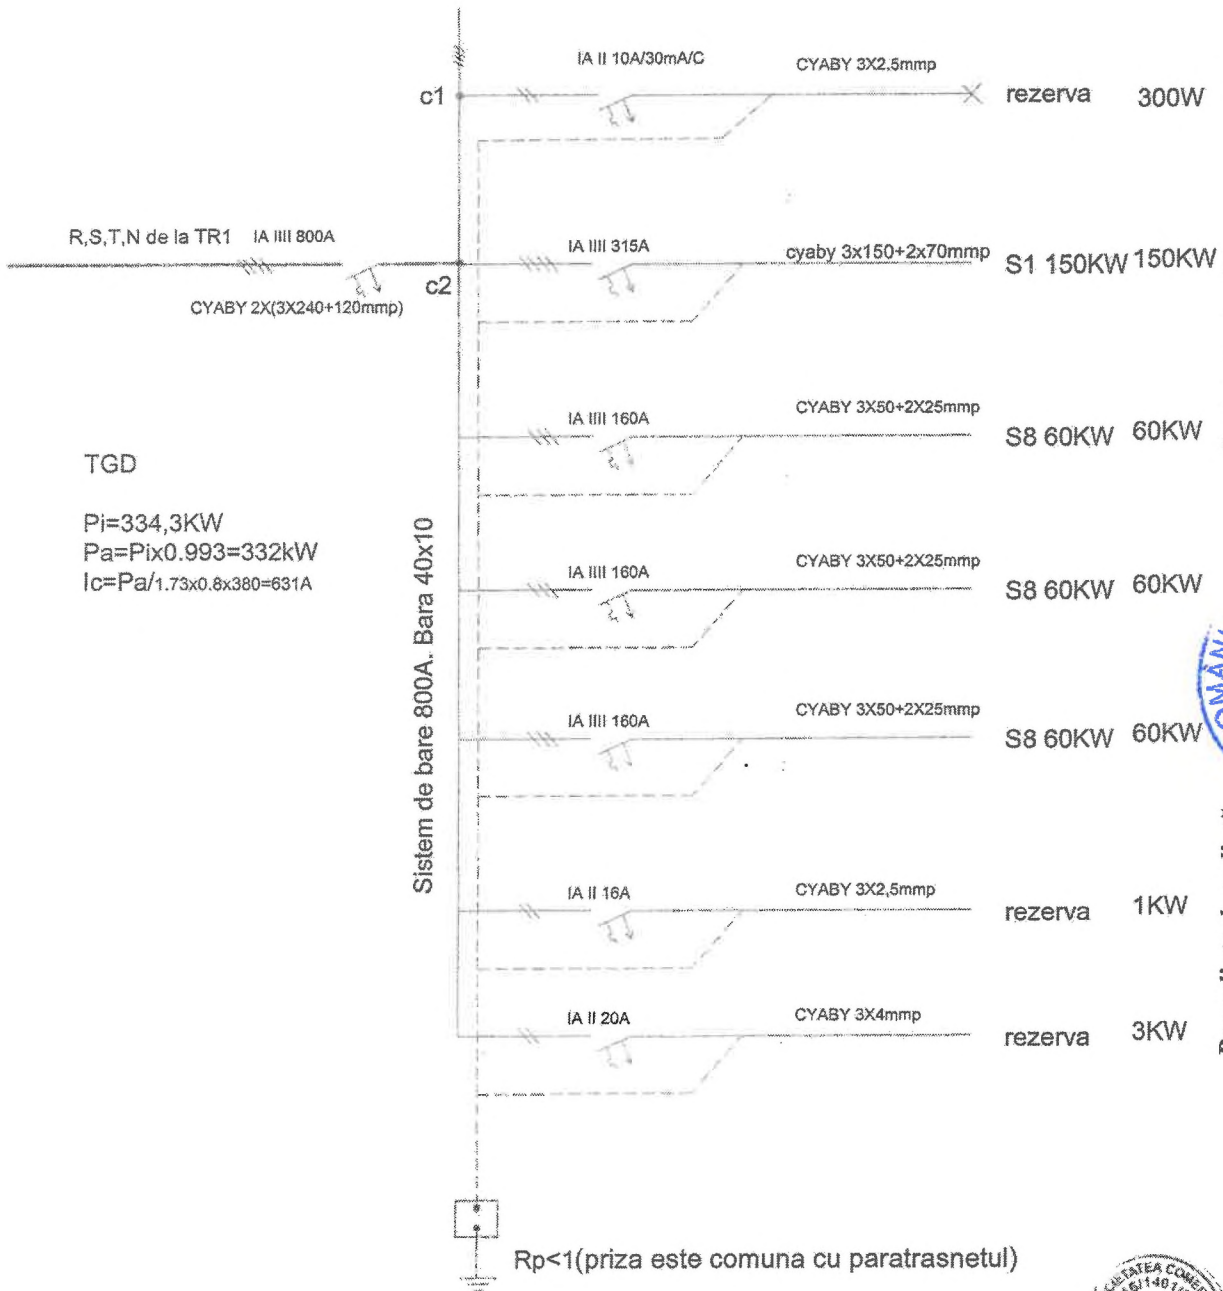 IA II 10A/30mA/C
CYABY 3X2,5mmp
c1
rezerva
300W
R,S,T,N de la TR1
IA IIII 800A
IA IIII 315A
cyaby 3x150+2x70mmp
S1 150KW
150KW
c2
CYABY 2X(3X240+120mmp)
IA IIII 160A
CYABY 3X50+2X25mmp
S8 60KW
60KW
TGD
Pi=334,3KW
Pa=Pix0.993=332kW
Ic=Pa/1.73x0.8x380=631A
Sistem de bare 800A. Bara 40x10
IA IIII 160A
CYABY 3X50+2X25mmp
S8 60KW
60KW
IA IIII 160A
CYABY 3X50+2X25mmp
S8 60KW
60KW
IA II 16A
CYABY 3X2,5mmp
rezerva
1KW
IA II 20A
CYABY 3X4mmp
rezerva
3KW
Rp<1(priza este comuna cu paratrasnetul)